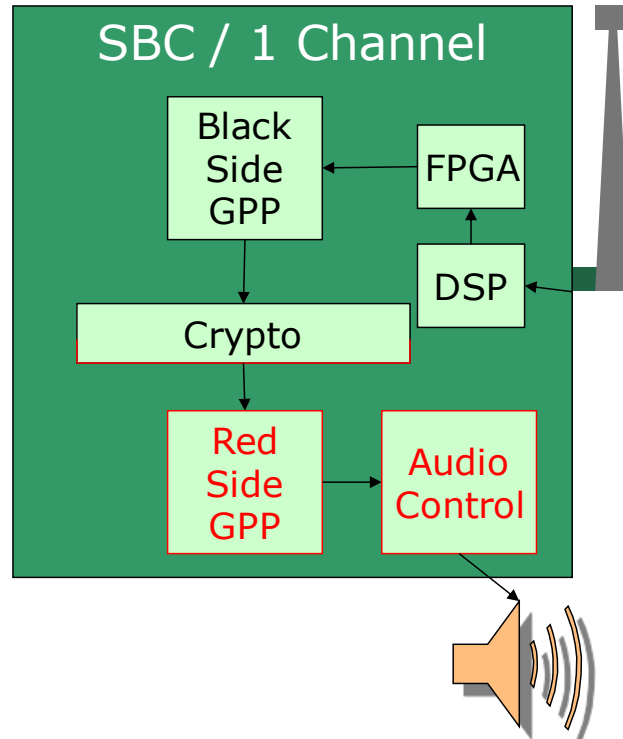 SBC / 1 Channel
Black
Side
GPP
FPGA
DSP
Crypto
Red
Side
GPP
Audio
Control